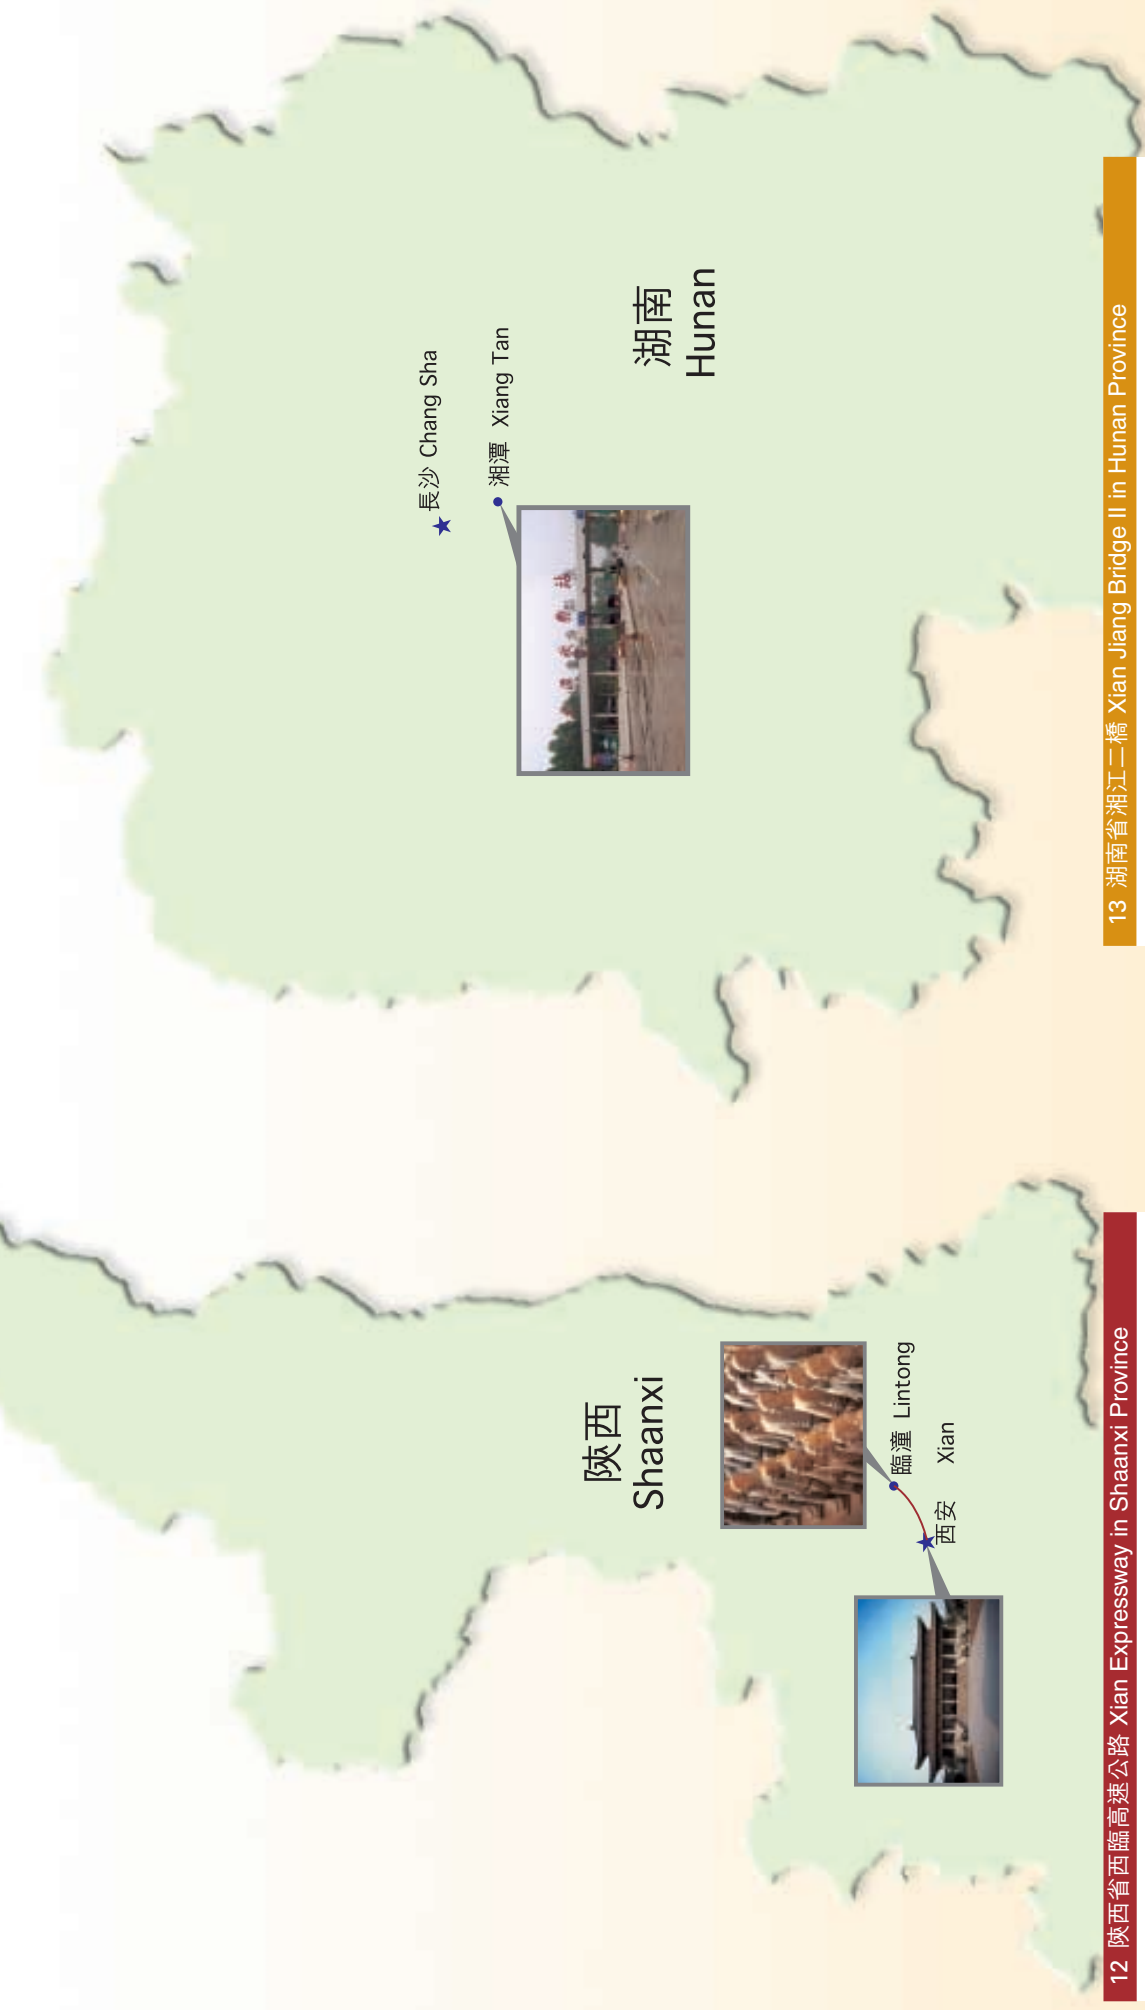 陝西
Shaanxi
臨潼 Lintong
西安 Xian
12 陝西省西臨高速公路 Xian Expressway in Shaanxi Province
長沙 Chang Sha
湘潭 Xiang Tan
湖南
Hunan
13 湖南省湘江二橋 Xian Jiang Bridge II in Hunan Province